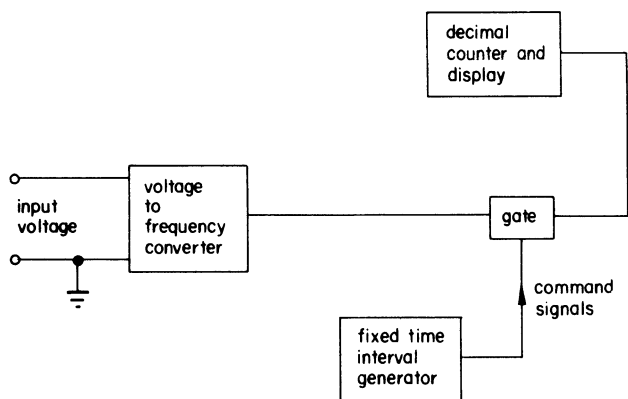 decimal
counter and
display
input
voltage
voltage
to
frequency
converter
gate
command
signals
fixed time
interval
generator